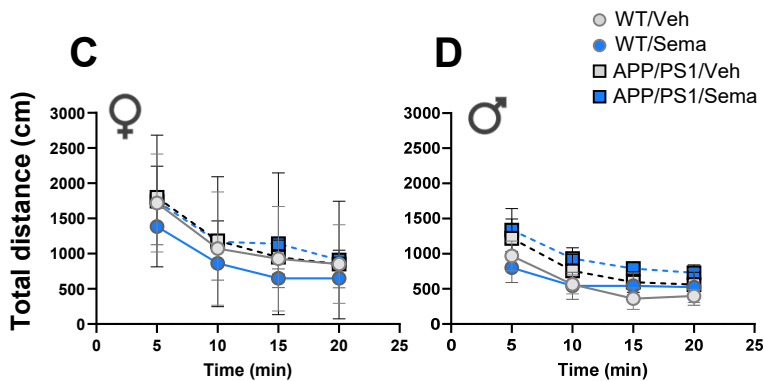 WT/Veh
WT/Sema
APP/PS1/Veh
APP/PS1/Sema
C
Total distance (cm)
3000
2500
2000
1500
1000
500
0
0 5 10 15 20 25
Time (min)
D
3000
2500
2000
1500
1000
500
0
0 5 10 15 20 25
Time (min)